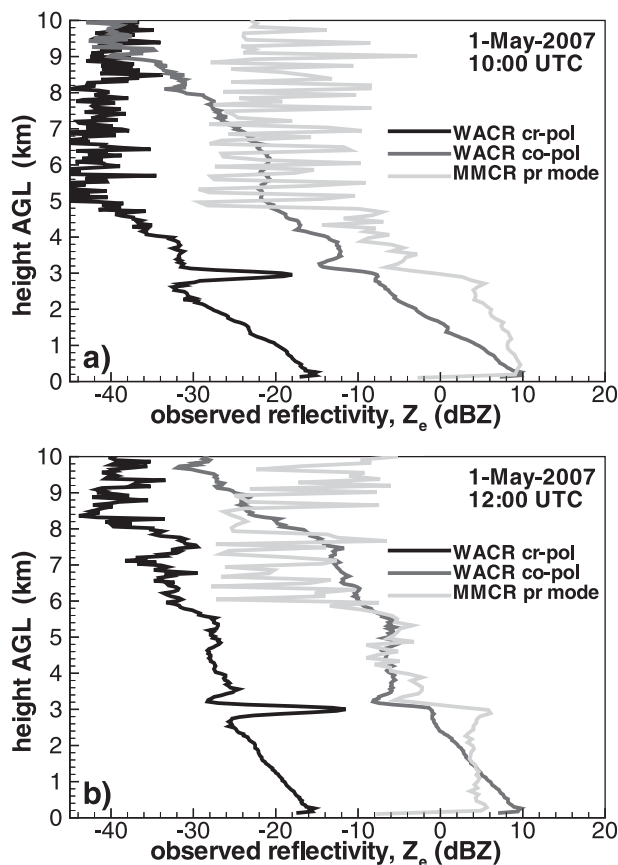 10
9
8
7
6
5
4
3
2
1
0
height AGL (km)
1-May-2007
10:00 UTC
WACR cr-pol
WACR co-pol
MMCR pr mode
a)
-40 -30 -20 -10 0 10 20
observed reflectivity, Ze (dBZ)
10
9
8
7
6
5
4
3
2
1
0
height AGL (km)
1-May-2007
12:00 UTC
WACR cr-pol
WACR co-pol
MMCR pr mode
b)
-40 -30 -20 -10 0 10 20
observed reflectivity, Ze (dBZ)